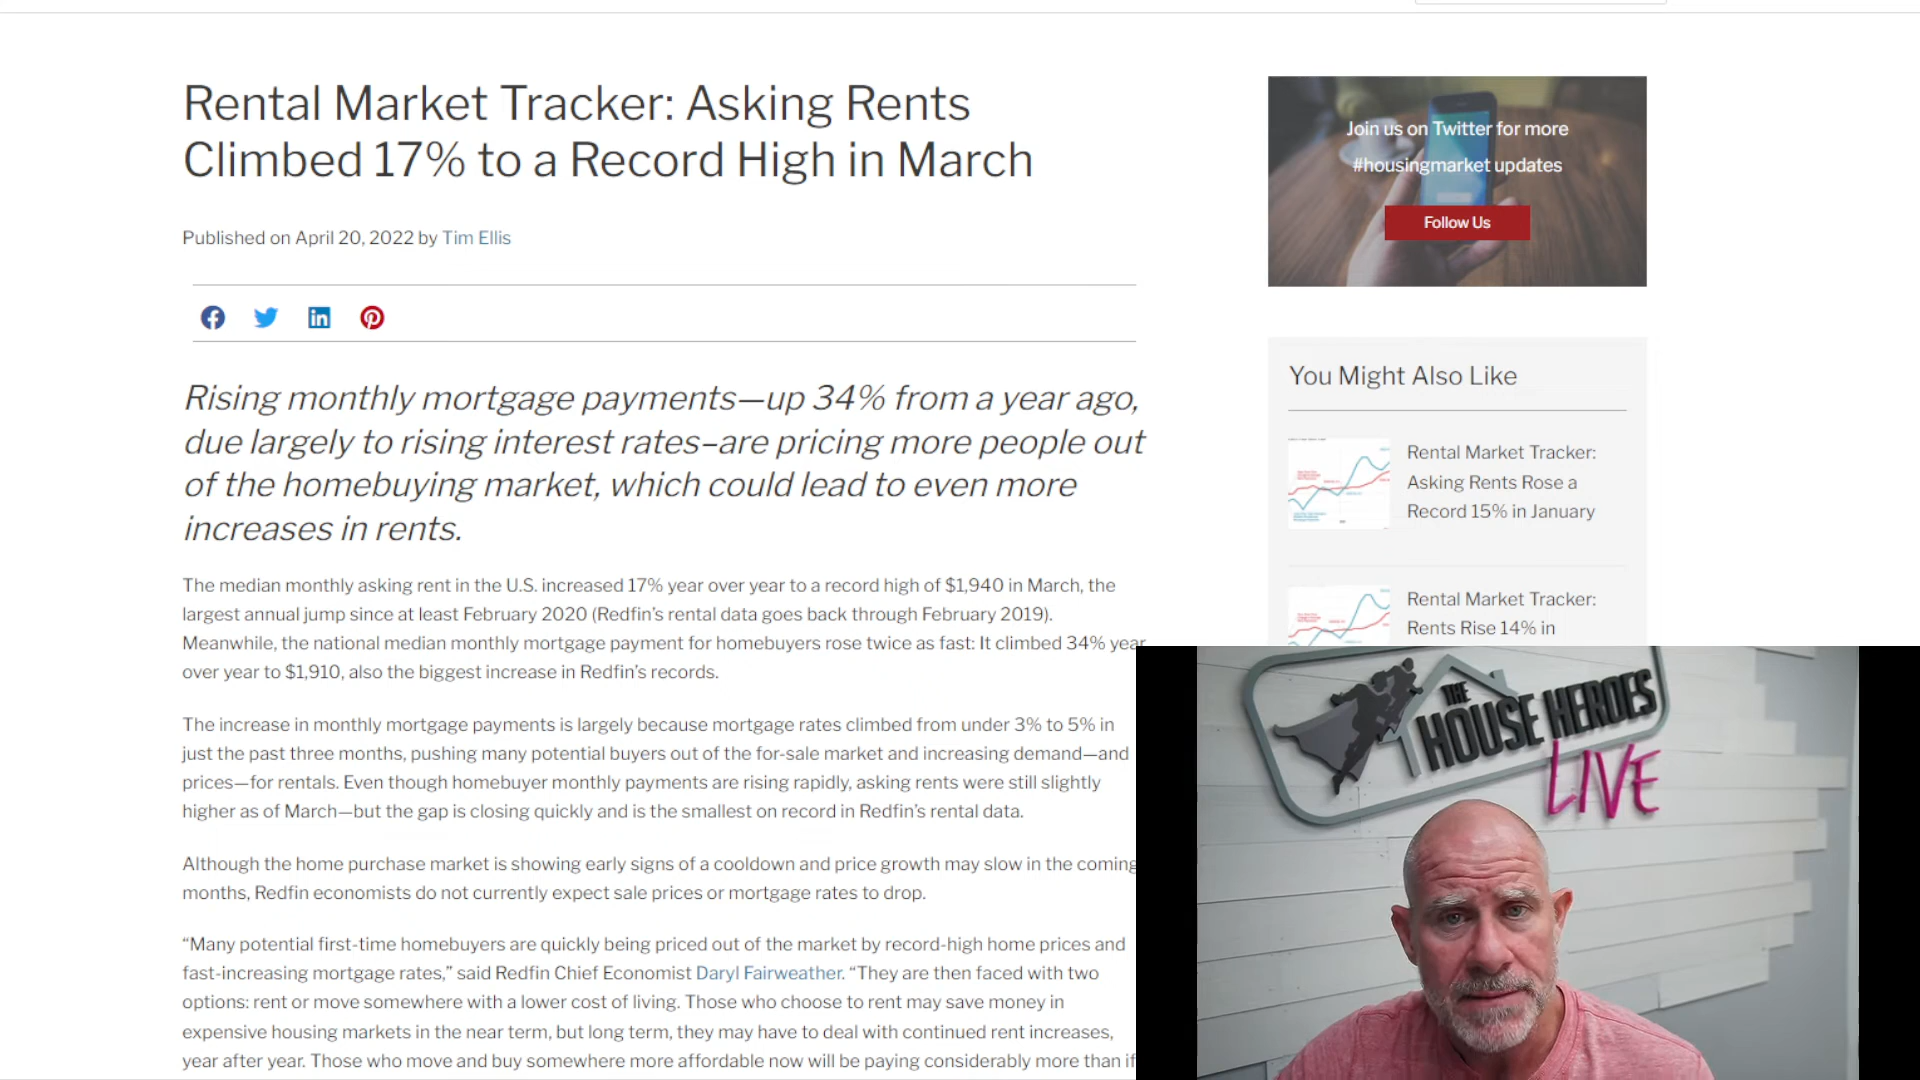 Rental Market Tracker: Asking Rents
Climbed 17% to a Record High in March
Published on April 20, 2022 by Tim Ellis
Rising monthly mortgage payments—up 34% from a year ago,
due largely to rising interest rates–are pricing more people out
of the homebuying market, which could lead to even more
increases in rents.
The median monthly asking rent in the U.S. increased 17% year over year to a record high of $1,940 in March, the
largest annual jump since at least February 2020 (Redfin’s rental data goes back through February 2019).
Meanwhile, the national median monthly mortgage payment for homebuyers rose twice as fast: It climbed 34% year
over year to $1,910, also the biggest increase in Redfin’s records.
The increase in monthly mortgage payments is largely because mortgage rates climbed from under 3% to 5% in
just the past three months, pushing many potential buyers out of the for-sale market and increasing demand—and
prices—for rentals. Even though homebuyer monthly payments are rising rapidly, asking rents were still slightly
higher as of March—but the gap is closing quickly and is the smallest on record in Redfin’s rental data.
Although the home purchase market is showing early signs of a cooldown and price growth may slow in the coming
months, Redfin economists do not currently expect sale prices or mortgage rates to drop.
“Many potential first-time homebuyers are quickly being priced out of the market by record-high home prices and
fast-increasing mortgage rates,” said Redfin Chief Economist Daryl Fairweather. “They are then faced with two
options: rent or move somewhere with a lower cost of living. Those who choose to rent may save money in
expensive housing markets in the near term, but long term, they may have to deal with continued rent increases,
year after year. Those who move and buy somewhere more affordable now will be paying considerably more than if
Join us on Twitter for more
#housingmarket updates
Follow Us
You Might Also Like
Rental Market Tracker:
Asking Rents Rose a
Record 15% in January
Rental Market Tracker:
Rents Rise 14% in
THE
HOUSE HEROES
LIVE